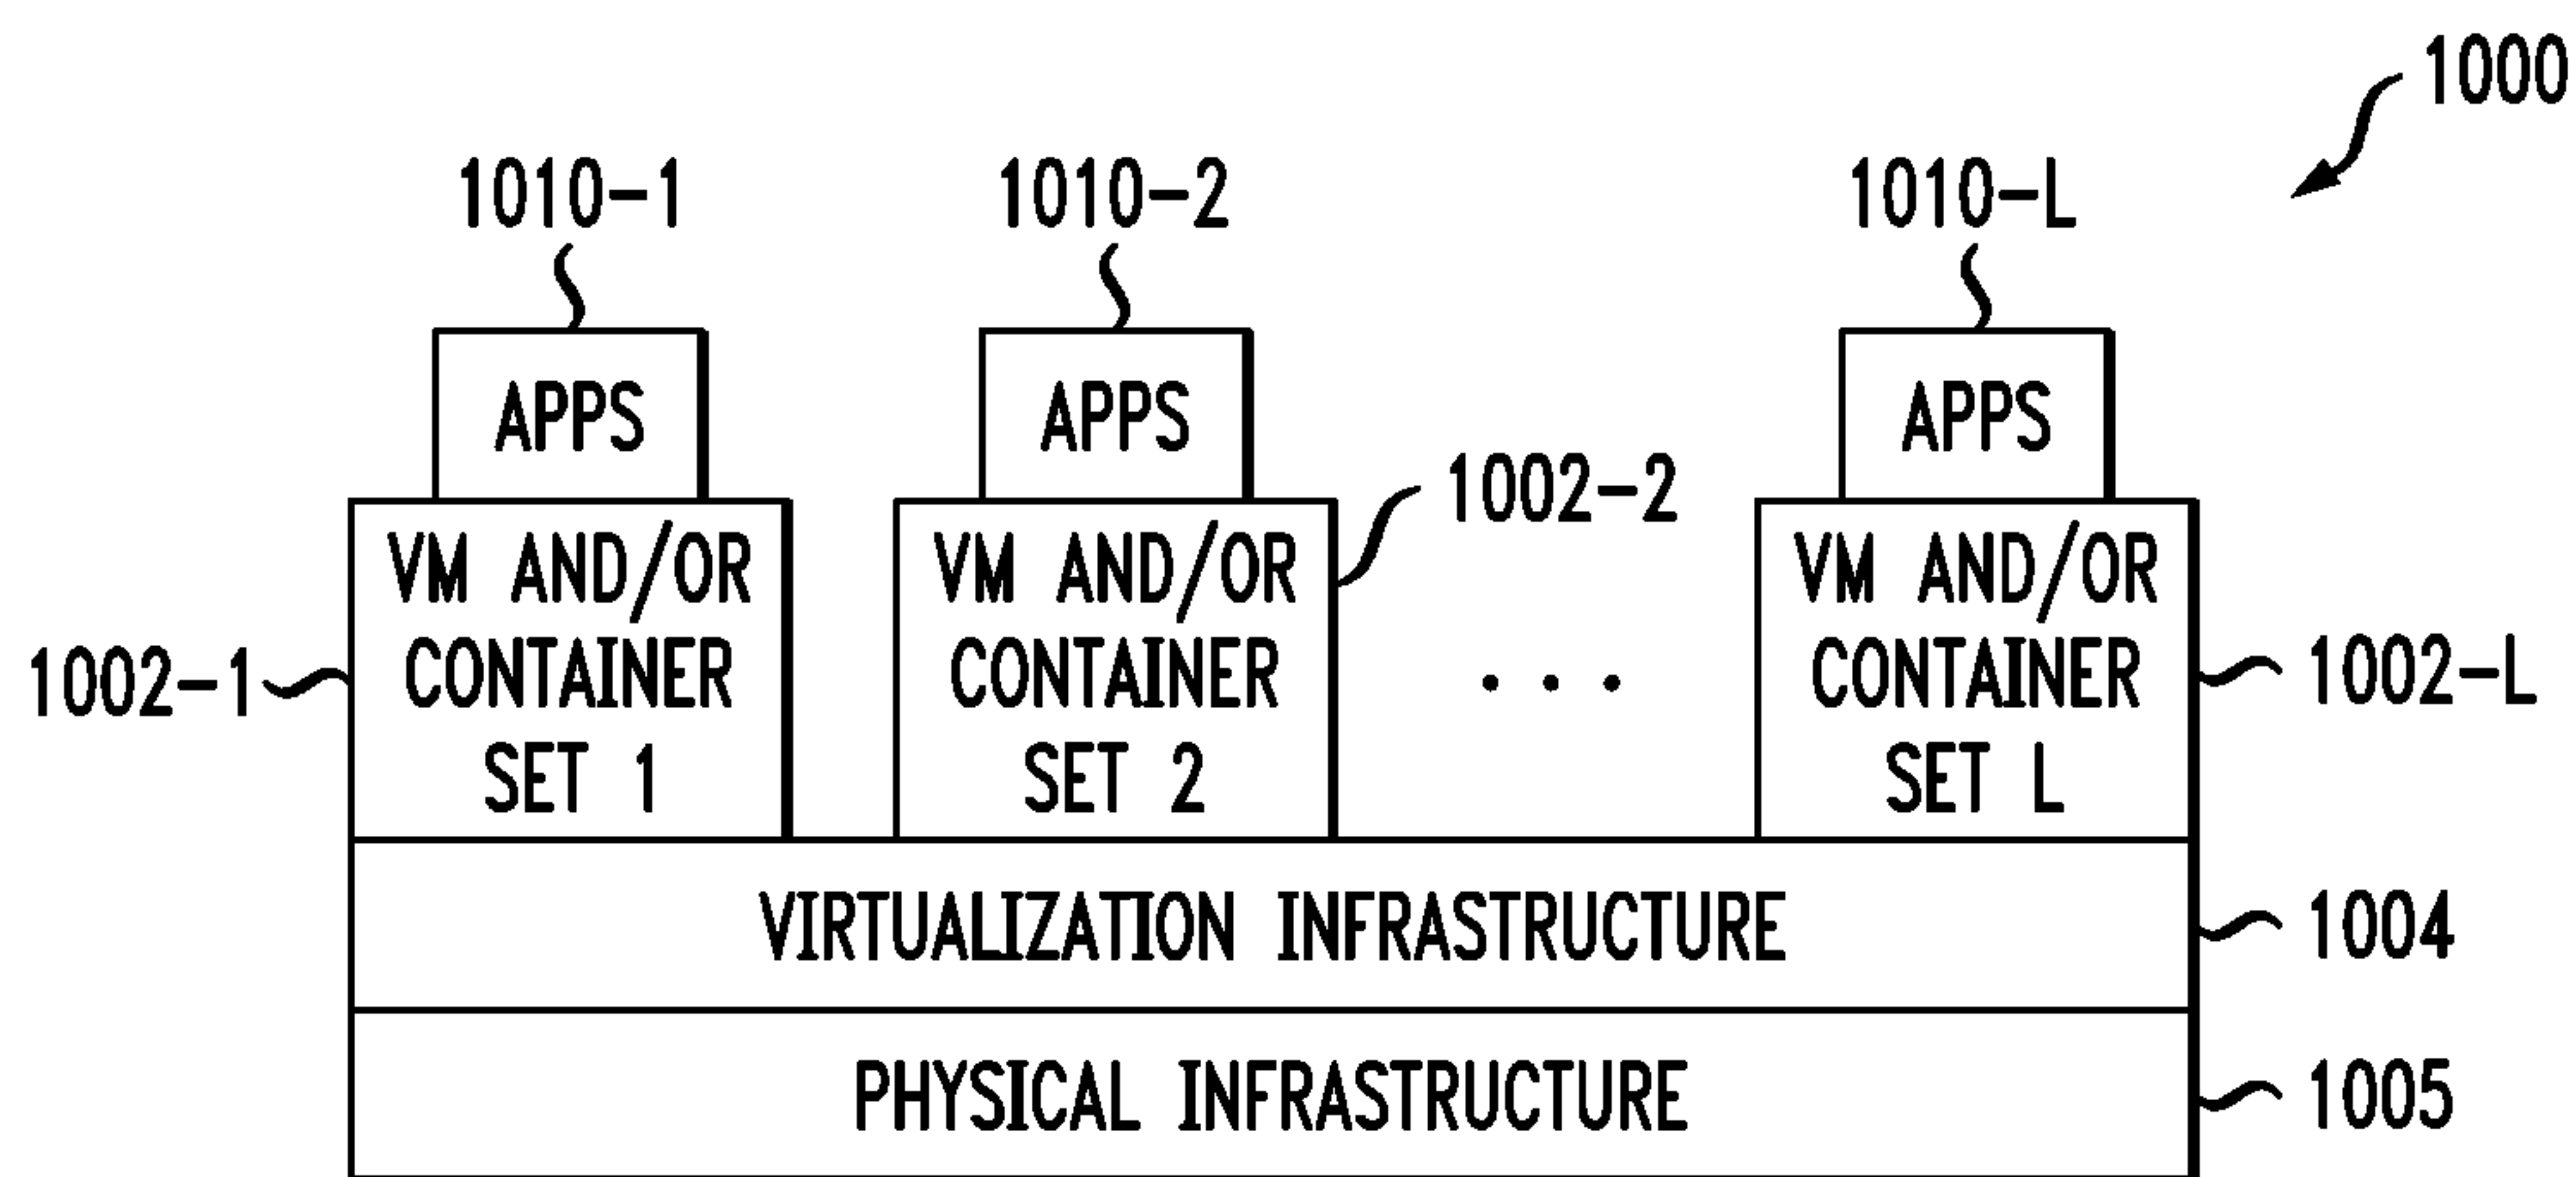 1000
1010-1
1010-2
1010-L
APPS
APPS
APPS
1002-2
VM AND/OR
CONTAINER
SET 1
VM AND/OR
CONTAINER
SET 2
. . .
VM AND/OR
CONTAINER
SET L
1002-1
1002-L
VIRTUALIZATION INFRASTRUCTURE
1004
PHYSICAL INFRASTRUCTURE
1005